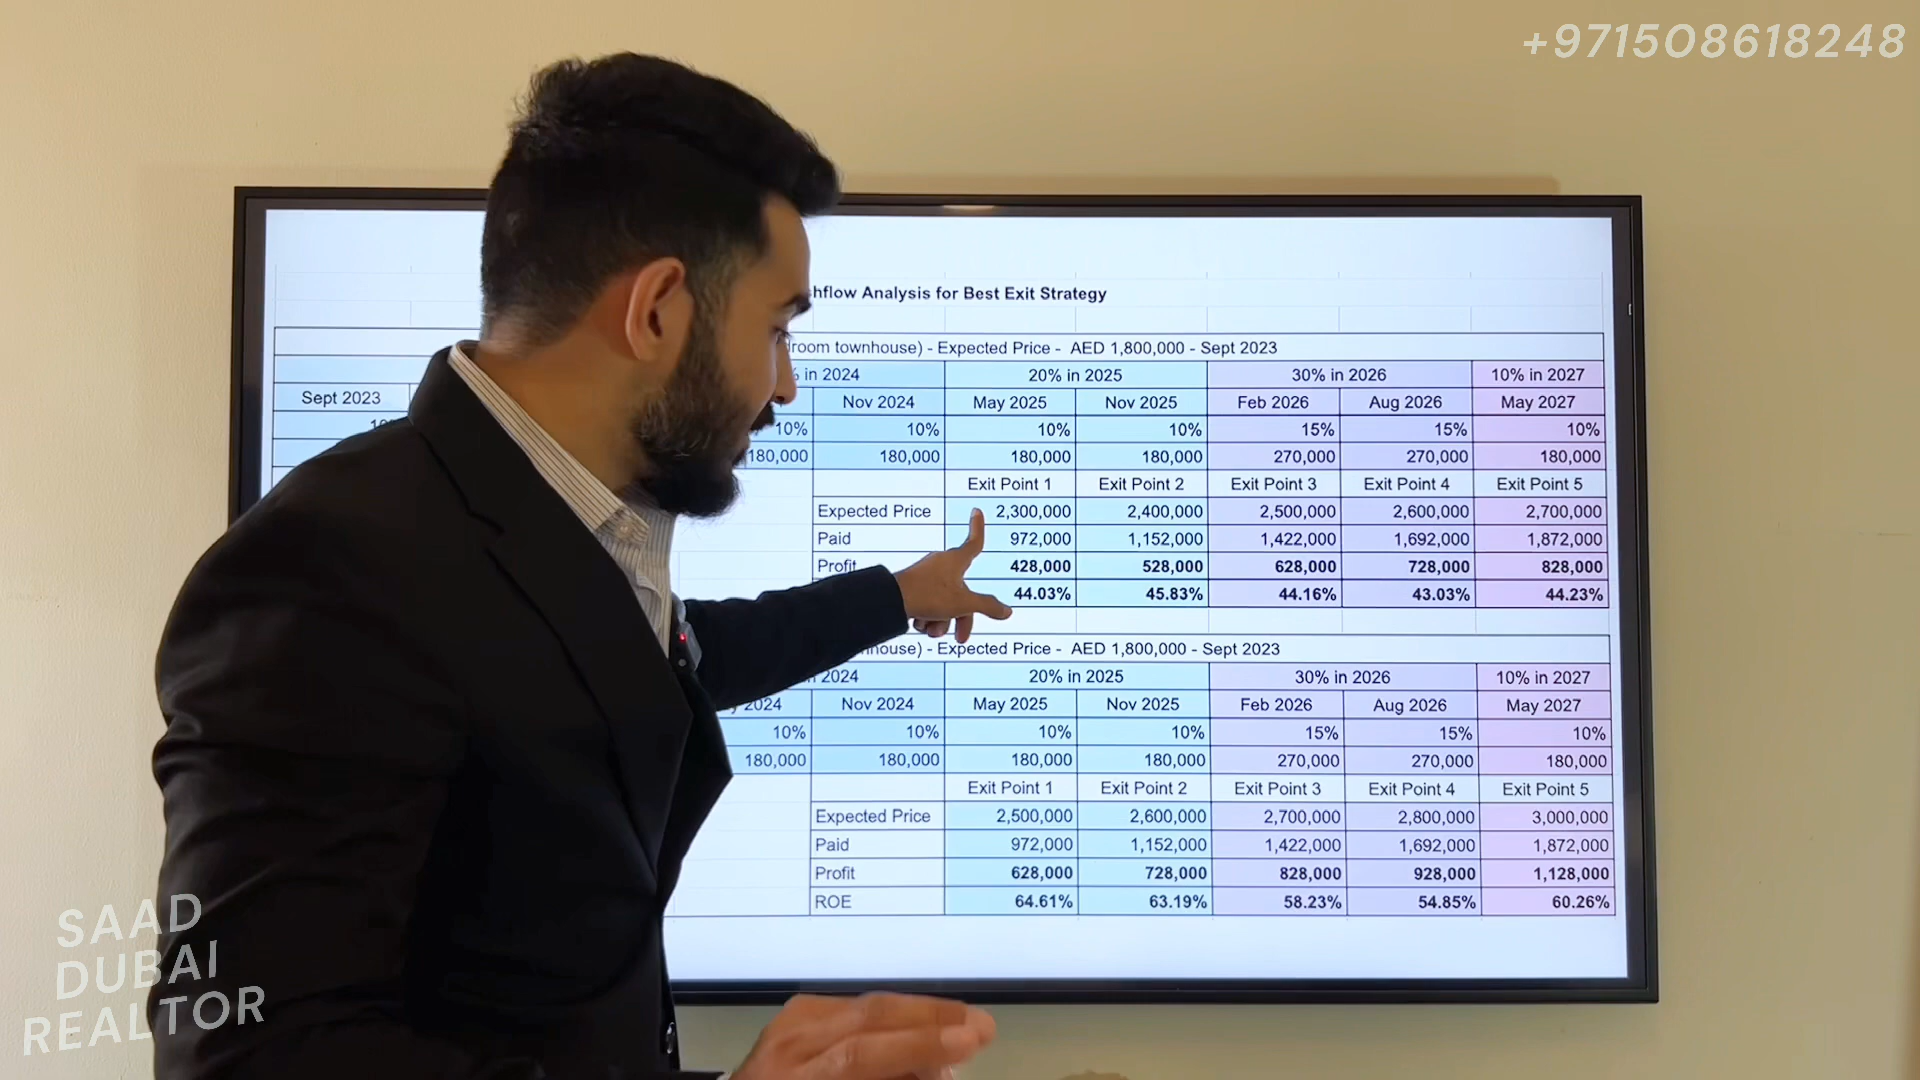 +971508618248
hflow Analysis for Best Exit Strategy
room townhouse) - Expected Price - AED 1,800,000 - Sept 2023
in 2024 20% in 2025 30% in 2026 10% in 2027
Sept 2023 Nov 2024 May 2025 Nov 2025 Feb 2026 Aug 2026 May 2027
10% 10% 10% 10% 15% 15% 10%
180,000 180,000 180,000 180,000 270,000 270,000 180,000
Exit Point 1 Exit Point 2 Exit Point 3 Exit Point 4 Exit Point 5
Expected Price 2,300,000 2,400,000 2,500,000 2,600,000 2,700,000
Paid 972,000 1,152,000 1,422,000 1,692,000 1,872,000
Profit 428,000 528,000 628,000 728,000 828,000
44.03% 45.83% 44.16% 43.03% 44.23%
house) - Expected Price - AED 1,800,000 - Sept 2023
2024 20% in 2025 30% in 2026 10% in 2027
2024 Nov 2024 May 2025 Nov 2025 Feb 2026 Aug 2026 May 2027
10% 10% 10% 10% 15% 15% 10%
180,000 180,000 180,000 180,000 270,000 270,000 180,000
Exit Point 1 Exit Point 2 Exit Point 3 Exit Point 4 Exit Point 5
Expected Price 2,500,000 2,600,000 2,700,000 2,800,000 3,000,000
Paid 972,000 1,152,000 1,422,000 1,692,000 1,872,000
Profit 628,000 728,000 828,000 928,000 1,128,000
ROE 64.61% 63.19% 58.23% 54.85% 60.26%
SAAD
DUBAI
REALTOR